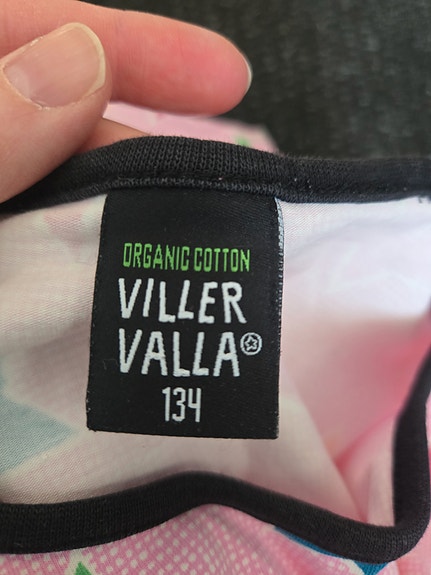 ORGANIC COTTON
VILLER
VALLA
134